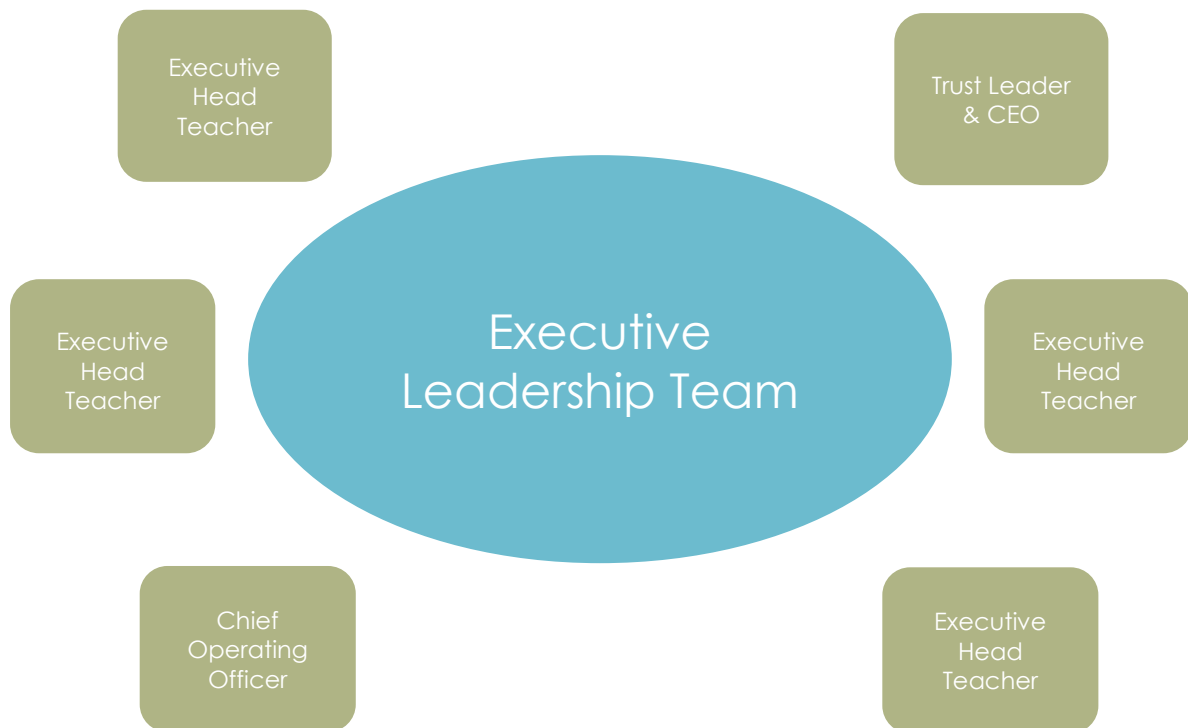 Executive
Head
Teacher
Trust Leader
& CEO
Executive
Leadership Team
Executive
Head
Teacher
Executive
Head
Teacher
Chief
Operating
Officer
Executive
Head
Teacher